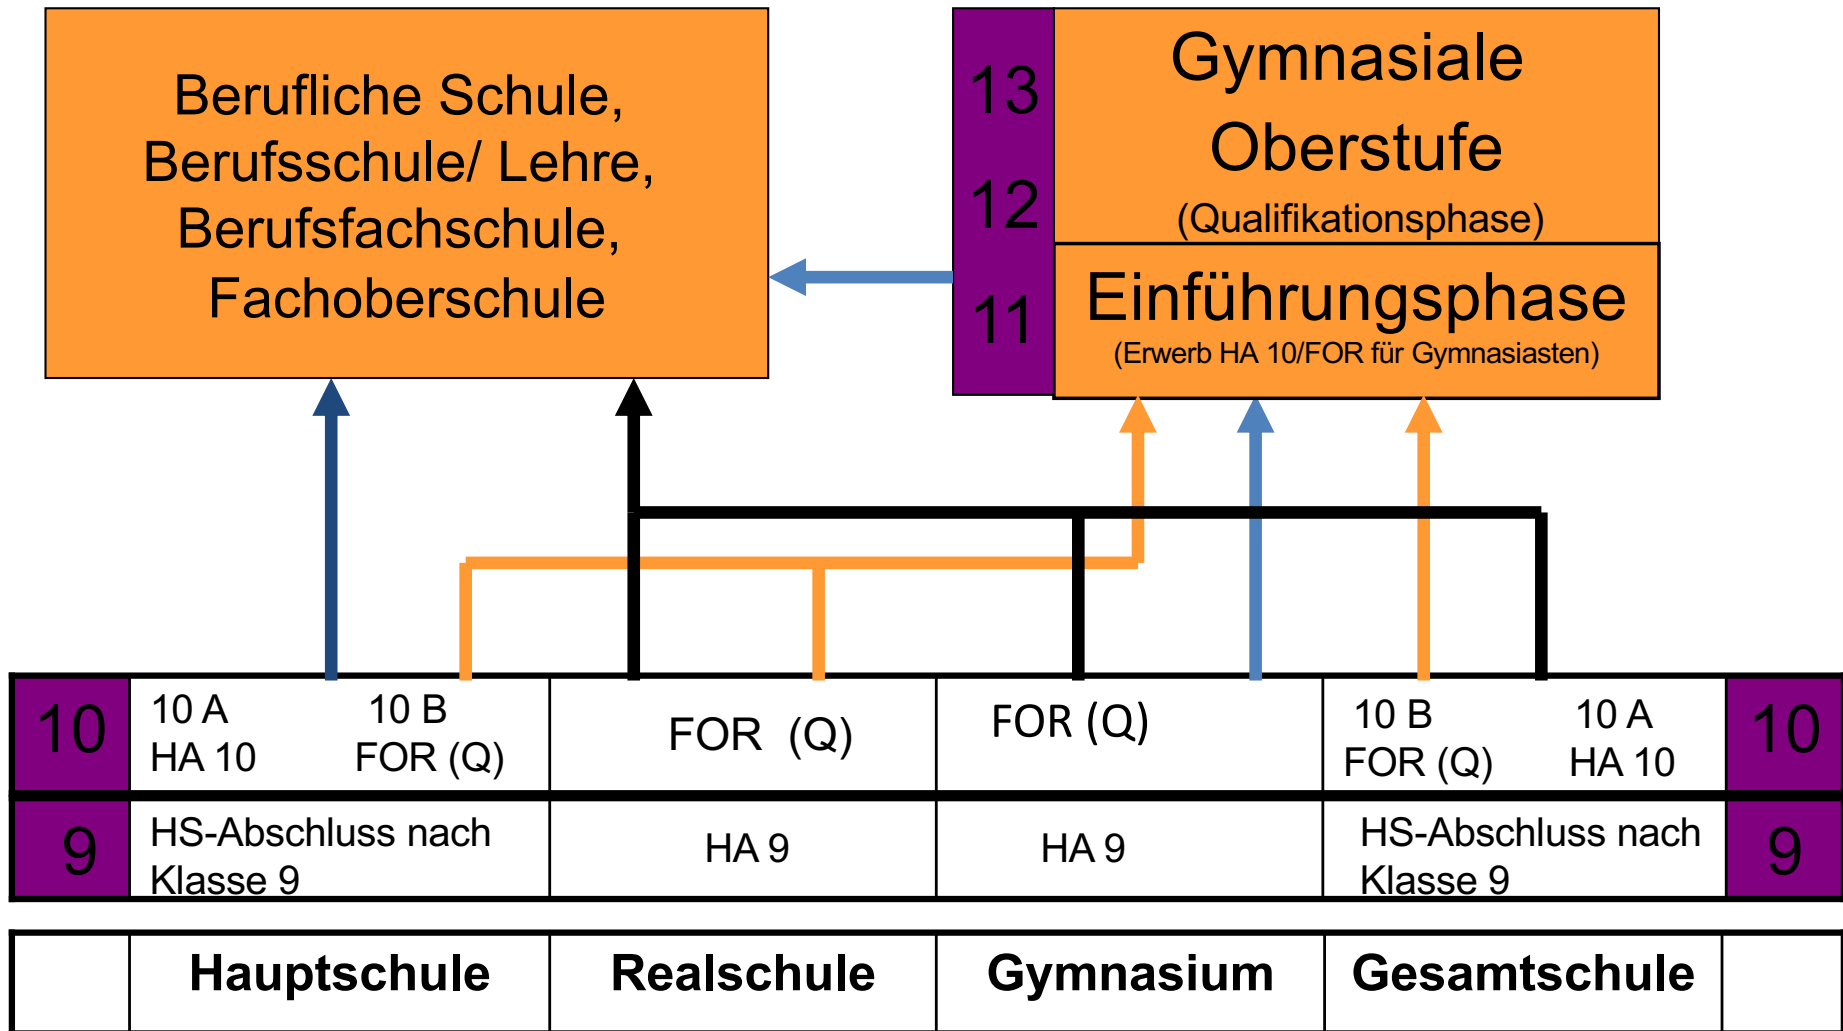 Berufliche Schule,
Berufsschule/ Lehre,
Berufsfachschule,
Fachoberschule
13
12
11
Gymnasiale
Oberstufe
(Qualifikationsphase)
Einführungsphase
(Erwerb HA 10/FOR für Gymnasiasten)
10
10 A
HA 10
10 B
FOR (Q)
FOR (Q)
FOR (Q)
10 B
FOR (Q)
10 A
HA 10
10
9
HS-Abschluss nach
Klasse 9
HA 9
HA 9
HS-Abschluss nach
Klasse 9
9
Hauptschule
Realschule
Gymnasium
Gesamtschule